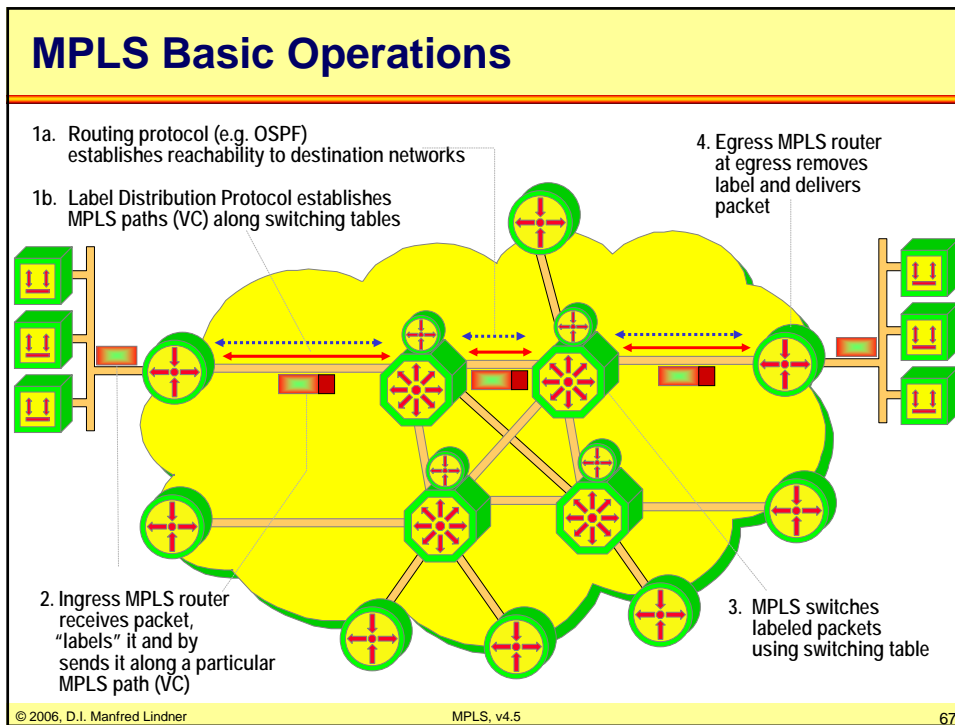 MPLS Basic Operations
1a. Routing protocol (e.g. OSPF)
establishes reachability to destination networks
1b. Label Distribution Protocol establishes
MPLS paths (VC) along switching tables
4. Egress MPLS router
at egress removes
label and delivers
packet
2. Ingress MPLS router
receives packet,
“labels” it and by
sends it along a particular
MPLS path (VC)
3. MPLS switches
labeled packets
using switching table
© 2006, D.I. Manfred Lindner
MPLS, v4.5
67